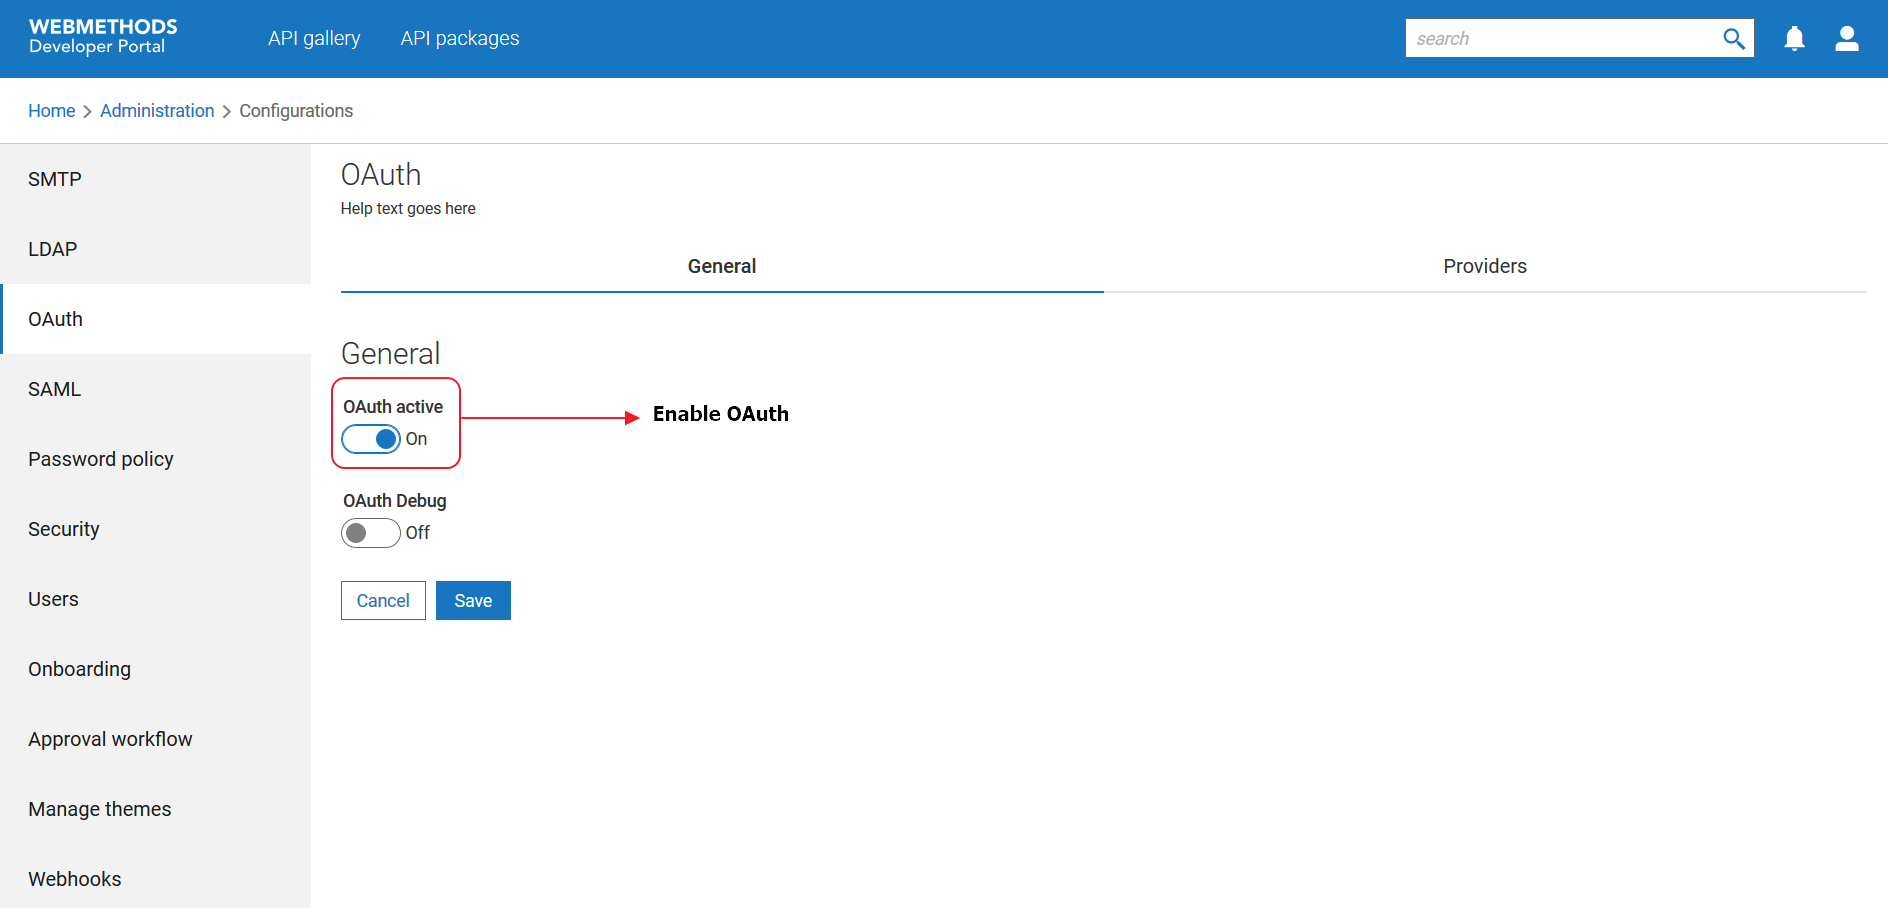 WEBMETHODS
Developer Portal
API gallery
API packages
search
Home > Administration > Configurations
SMTP
LDAP
OAuth
SAML
Password policy
Security
Users
Onboarding
Approval workflow
Manage themes
Webhooks
OAuth
Help text goes here
General
Providers
General
OAuth active
On
Enable OAuth
OAuth Debug
Off
Cancel
Save